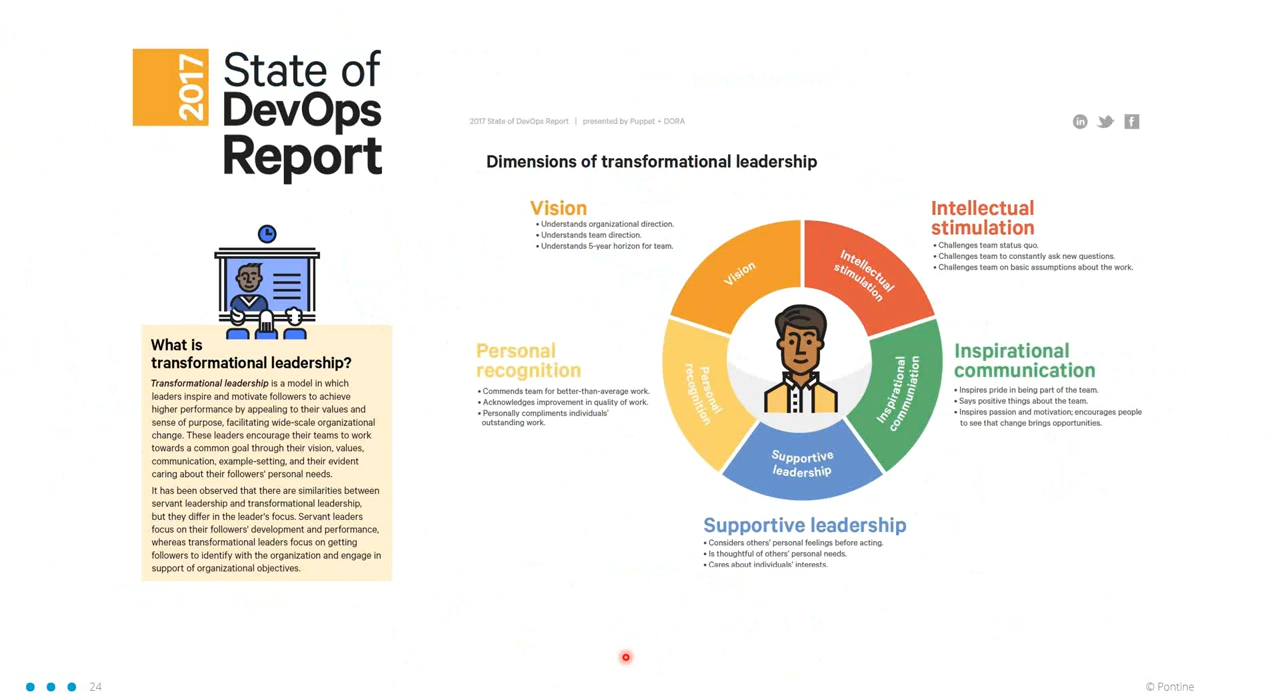 2017
State of
DevOps
Report
What is
transformational leadership?
Transformational leadership is a model in which
leaders inspire and motivate followers to achieve
higher performance by appealing to their values and
sense of purpose, facilitating wide-scale organizational
change. These leaders encourage their teams to work
towards a common goal through their vision, values,
communication, example-setting, and their evident
caring about their followers' personal needs.
It has been observed that there are similarities between
servant leadership and transformational leadership,
but they differ in the leader's focus. Servant leaders
focus on their followers' development and performance,
whereas transformational leaders focus on getting
followers to identify with the organization and engage in
support of organizational objectives.
2017 State of DevOps Report | presented by Puppet + DORA
in
f
Dimensions of transformational leadership
Vision
• Understands organizational direction.
• Understands team direction.
• Understands 5-year horizon for team.
Intellectual
stimulation
• Challenges team status quo.
• Challenges team to constantly ask new questions.
• Challenges team on basic assumptions about the work.
Personal
recognition
• Commends team for better-than-average work.
• Acknowledges improvement in quality of work.
• Personally compliments individuals'
outstanding work.
Inspirational
communication
• Inspires pride in being part of the team.
• Says positive things about the team.
• Inspires passion and motivation; encourages people
to see that change brings opportunities.
Vision
Intellectual
stimulation
Personal
recognition
Inspirational
communication
Supportive
leadership
Supportive leadership
• Considers others' personal feelings before acting.
• Is thoughtful of others' personal needs.
• Cares about individuals' interests.
24
© Pontine